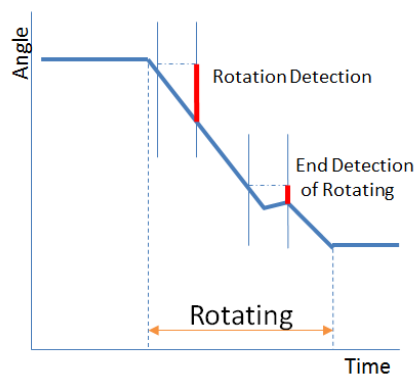 Angle
Rotation Detection
End Detection
of Rotating
Rotating
Time